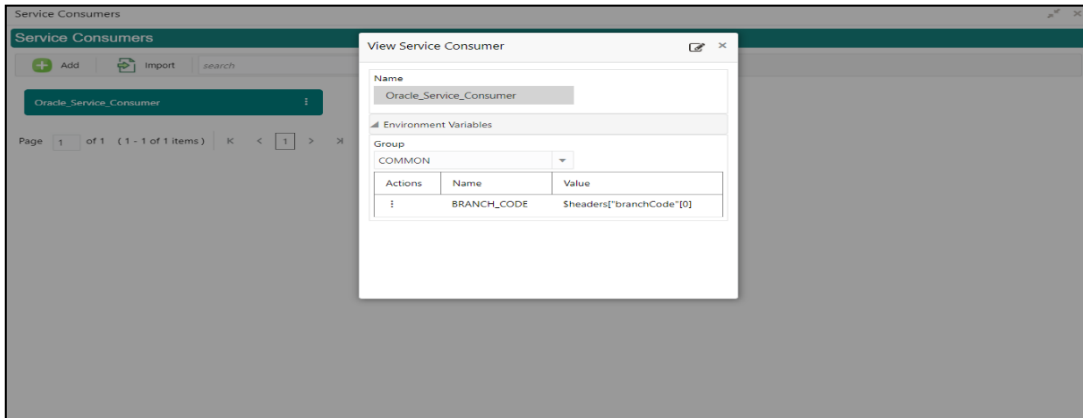 Service Consumers
Service Consumers
Add Import search
Oracle_Service_Consumer
Page 1 of 1 (1 - 1 of 1 items) K < 1 > >|
View Service Consumer
Name
Oracle_Service_Consumer
Environment Variables
Group
COMMON
Actions Name Value
BRANCH_CODE $headers["branchCode"[0]